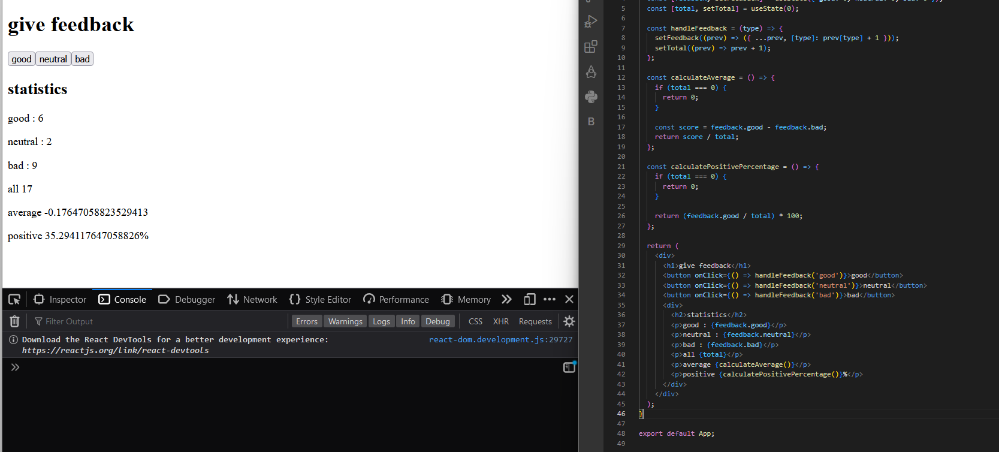 give feedback
good neutral bad
statistics
good : 6
neutral : 2
bad : 9
all 17
average -0.17647058823529413
positive 35.294117647058826%
Inspector Console Debugger Network Style Editor Performance Memory
Filter Output Errors Warnings Logs Info Debug CSS XHR Requests
Download the React DevTools for a better development experience: react-dom.development.js:29727
https://reactjs.org/link/react-devtools
B
5 const [total, setTotal] = useState(0);
6
7 const handleFeedback = (type) => {
8 setFeedback((prev) => ({ ...prev, [type]: prev[type] + 1 }));
9 setTotal((prev) => prev + 1);
10 };
11
12 const calculateAverage = () => {
13 if (total === 0) {
14 return 0;
15 }
16
17 const score = feedback.good - feedback.bad;
18 return score / total;
19 };
20
21 const calculatePositivePercentage = () => {
22 if (total === 0) {
23 return 0;
24 }
25
26 return (feedback.good / total) * 100;
27 };
28
29 return (
30 <div>
31 <h1>give feedback</h1>
32 <button onClick={() => handleFeedback('good')}>good</button>
33 <button onClick={() => handleFeedback('neutral')}>neutral</button>
34 <button onClick={() => handleFeedback('bad')}>bad</button>
35 <div>
36 <h2>statistics</h2>
37 <p>good : {feedback.good}</p>
38 <p>neutral : {feedback.neutral}</p>
39 <p>bad : {feedback.bad}</p>
40 <p>all {total}</p>
41 <p>average {calculateAverage()}</p>
42 <p>positive {calculatePositivePercentage()}%</p>
43 </div>
44 </div>
45 );
46 }
47
48 export default App;
49